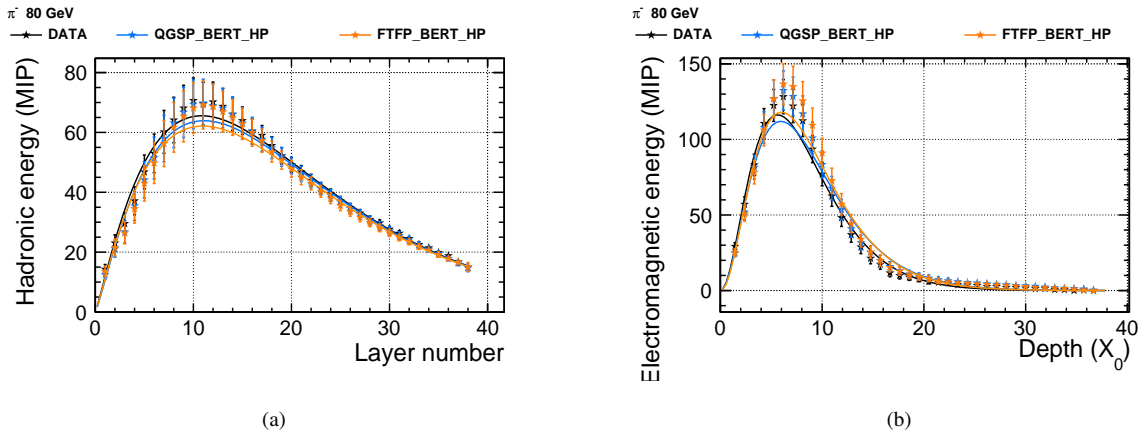 π⁻ 80 GeV
DATA QGSP_BERT_HP FTFP_BERT_HP
Hadronic energy (MIP)
80
60
40
20
0
0 10 20 30 40
Layer number
(a)
π⁻ 80 GeV
DATA QGSP_BERT_HP FTFP_BERT_HP
Electromagnetic energy (MIP)
150
100
50
0
0 10 20 30 40
Depth (X₀)
(b)